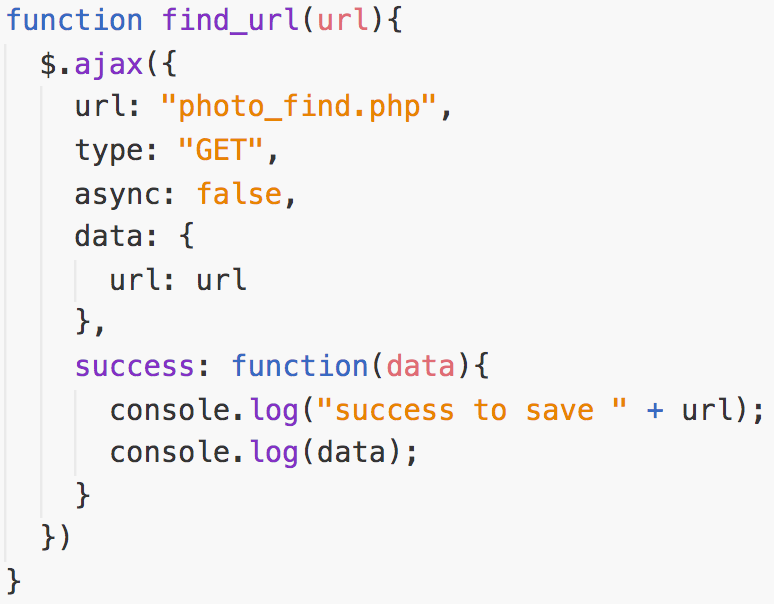 function find_url(url){
  $.ajax({
    url: "photo_find.php",
    type: "GET",
    async: false,
    data: {
      url: url
    },
    success: function(data){
      console.log("success to save " + url);
      console.log(data);
    }
  })
}